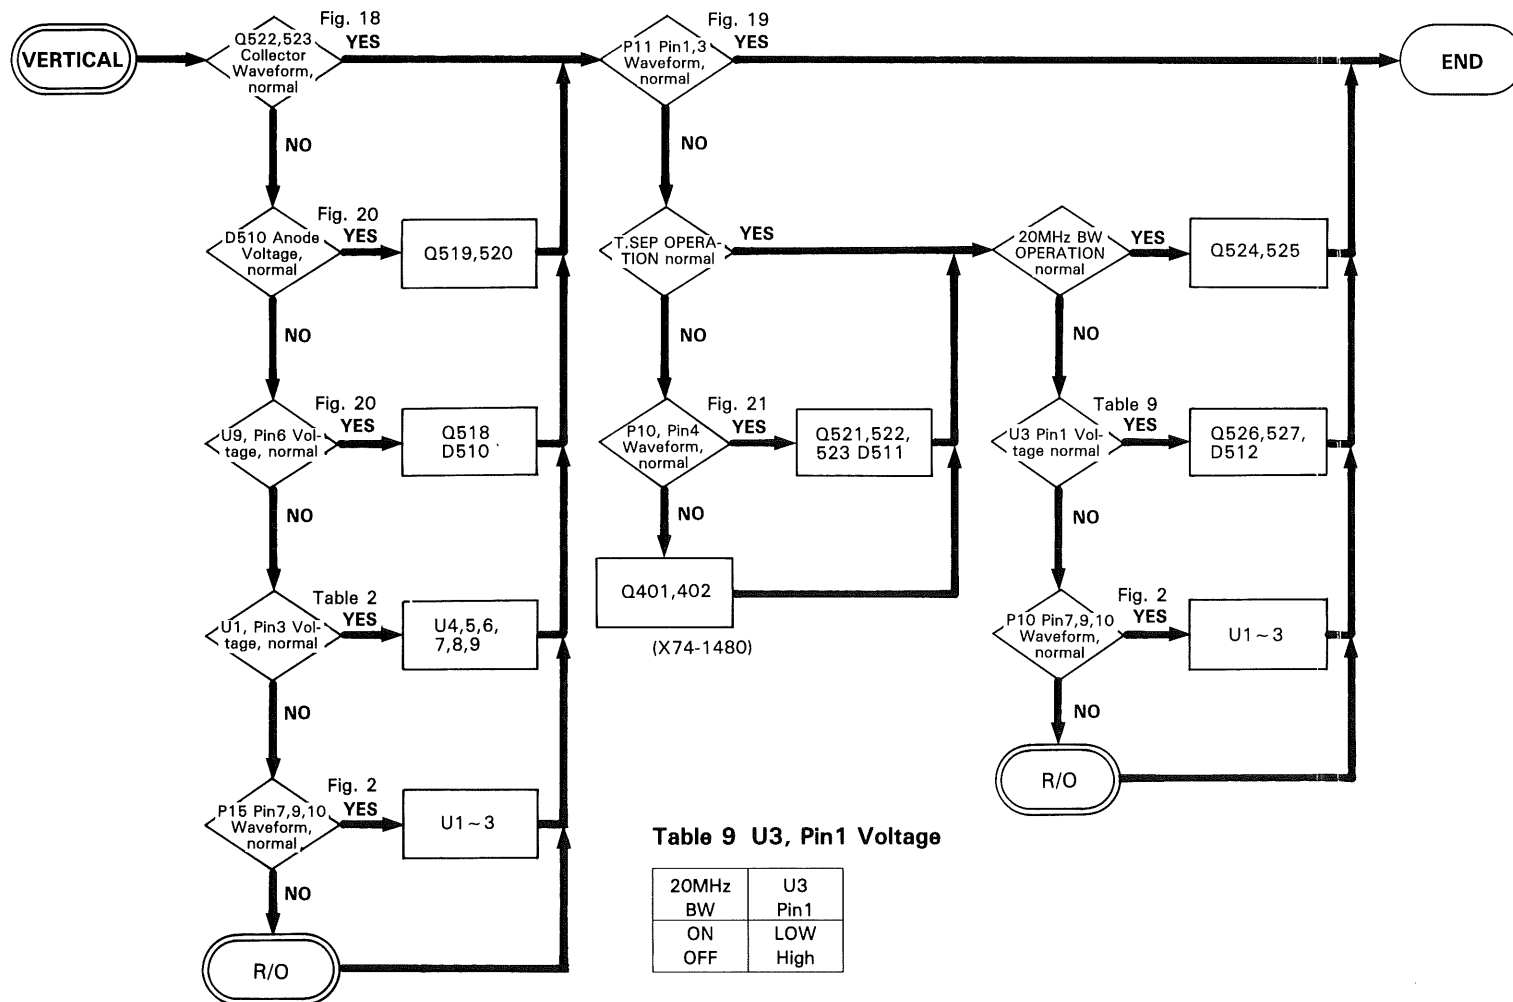 VERTICAL
Q522,523
Collector
Waveform,
normal
Fig. 18
YES
NO
D510 Anode
Voltage,
normal
Fig. 20
YES
Q519,520
NO
U9, Pin6 Vol-
tage, normal
Fig. 20
YES
Q518
D510
NO
U1, Pin3 Vol-
tage, normal
Table 2
YES
U4,5,6,
7,8,9
NO
P15 Pin7,9,10
Waveform,
normal
Fig. 2
YES
U1~3
NO
R/O
P11 Pin1,3
Waveform,
normal
Fig. 19
YES
NO
T.SEP OPERA-
TION normal
YES
NO
P10, Pin4
Waveform,
normal
Fig. 21
YES
Q521,522,
523 D511
NO
Q401,402
(X74-1480)
20MHz BW
OPERATION
normal
YES
Q524,525
NO
U3 Pin1 Vol-
tage normal
Table 9
YES
Q526,527,
D512
NO
P10 Pin7,9,10
Waveform,
normal
Fig. 2
YES
U1~3
NO
R/O
END
Table 9 U3, Pin1 Voltage
20MHz U3
BW Pin1
ON LOW
OFF High